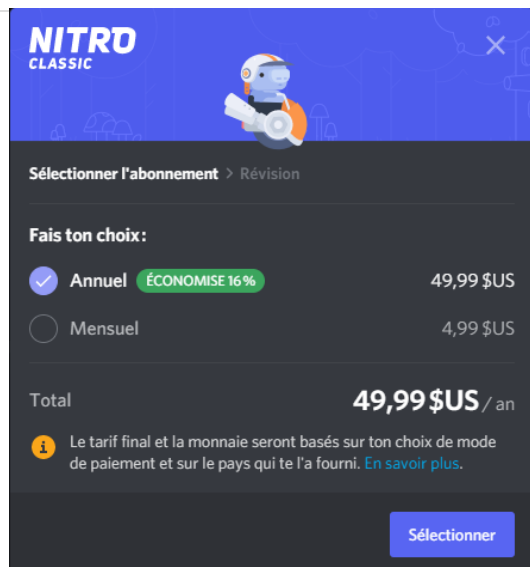 NITRO
CLASSIC
Sélectionner l'abonnement > Révision
Fais ton choix :
Annuel ÉCONOMISE 16 % 49,99 $US
Mensuel 4,99 $US
Total 49,99 $US / an
Le tarif final et la monnaie seront basés sur ton choix de mode
de paiement et sur le pays qui te l'a fourni. En savoir plus.
Sélectionner